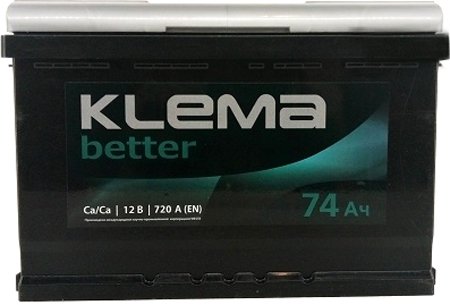 KLEMA
better
Ca/Ca | 12 В | 720 А (EN)
74 Ач